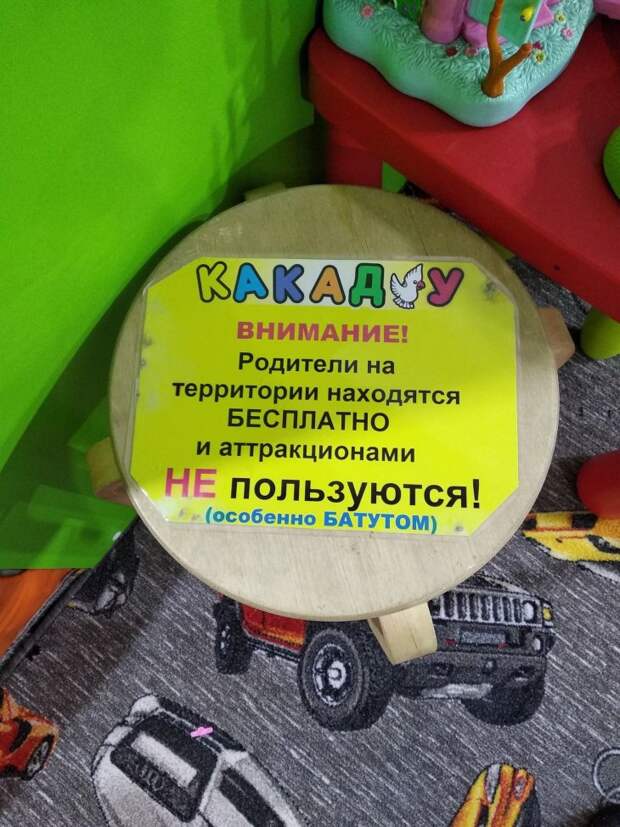 КАКАДУ
ВНИМАНИЕ!
Родители на
территории находятся
БЕСПЛАТНО
и аттракционами
НЕ пользуются!
(особенно БАТУТОМ)